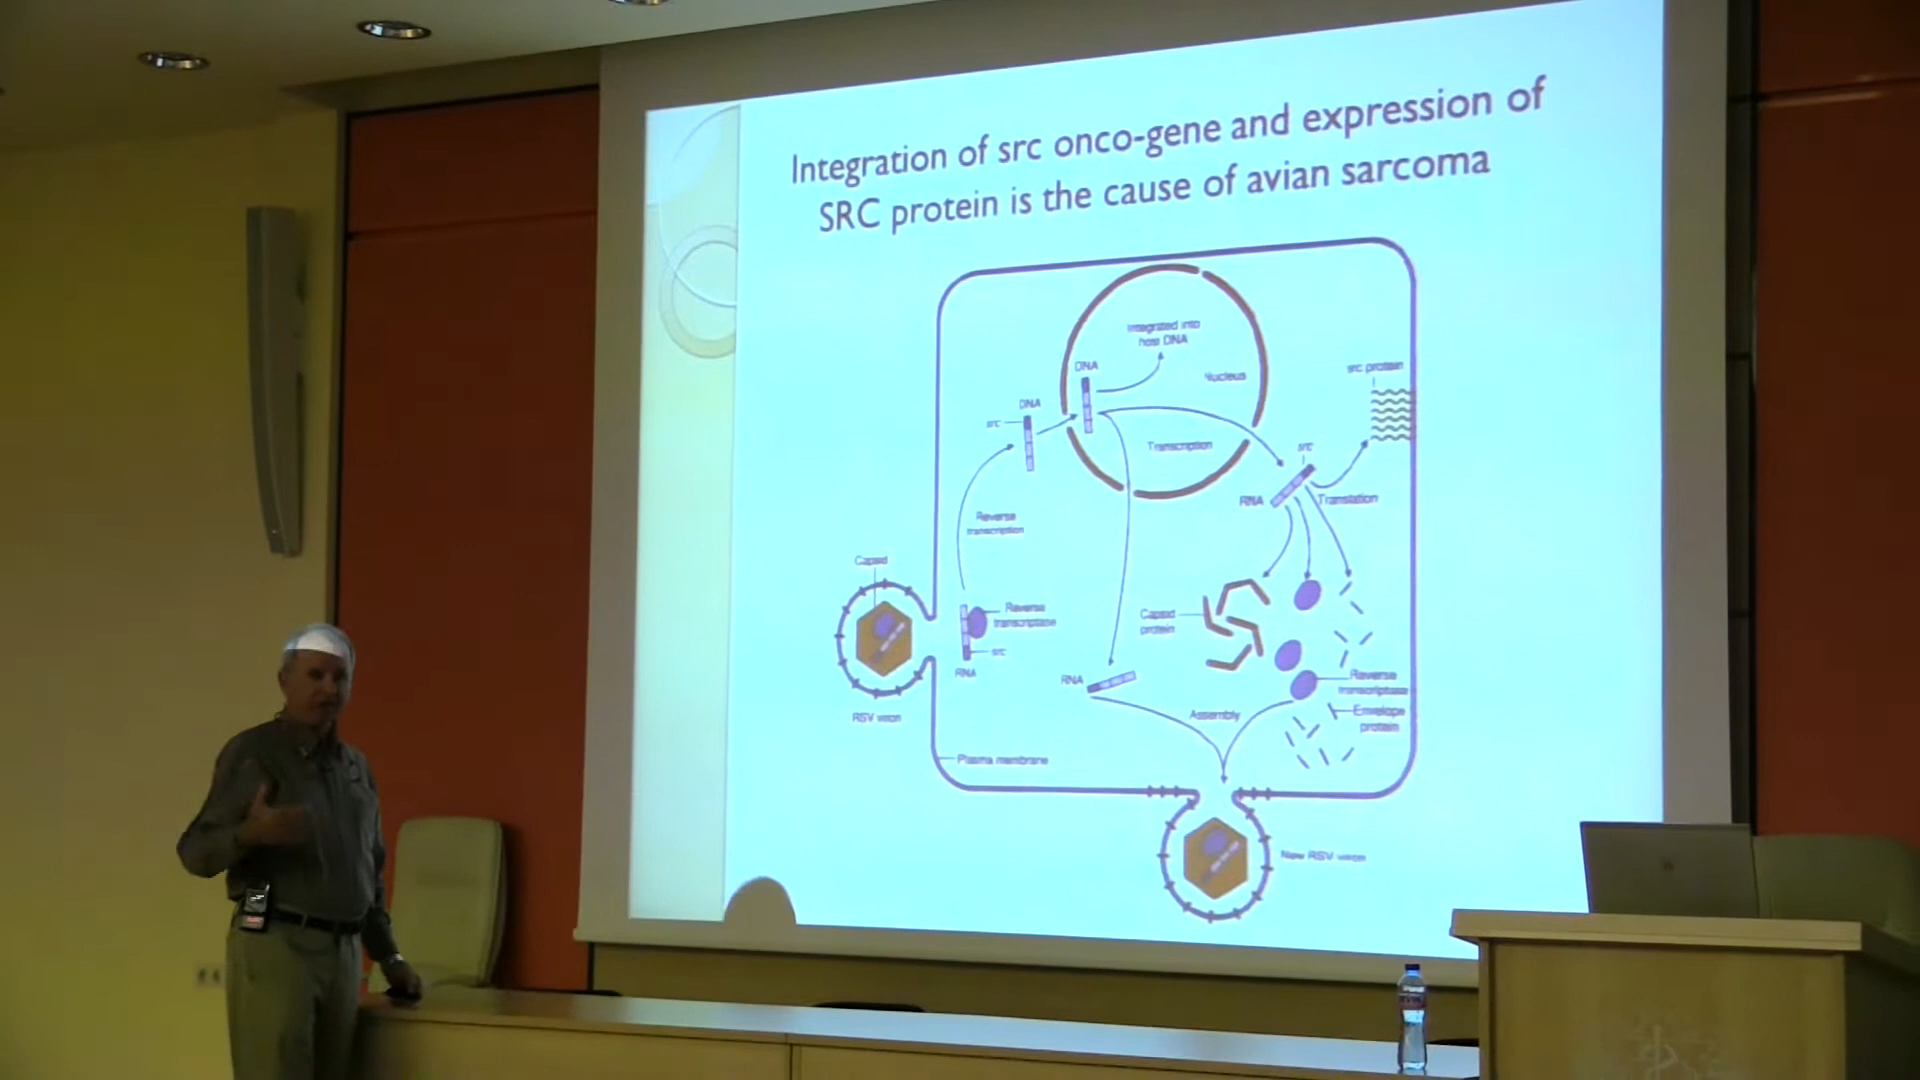 Integration of src onco-gene and expression of
SRC protein is the cause of avian sarcoma
Integrated into
host DNA
DNA
Nucleus
src protein
DNA
src
Transcription
src
RNA
Translation
Reverse
transcription
Capsid
Reverse
transcriptase
src
RNA
Capsid
protein
RNA
Reverse
transcriptase
RSV virion
Assembly
Envelope
protein
Plasma membrane
New RSV virion